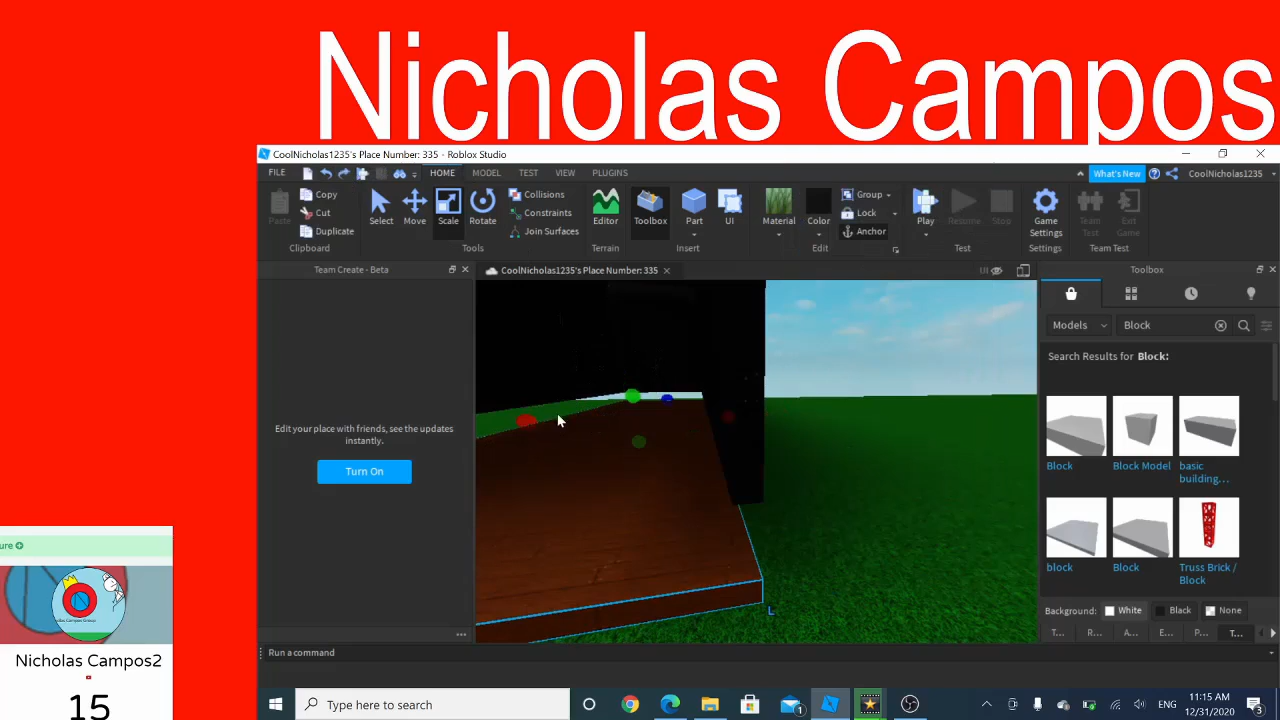 Nicholas Campos
CoolNicholas1235's Place Number: 335 - Roblox Studio
FILE HOME MODEL TEST VIEW PLUGINS What's New CoolNicholas1235
Paste Copy Cut Duplicate Select Move Scale Rotate Collisions Constraints Join Surfaces Editor Toolbox Part UI Material Color Group Lock Anchor Play Resume Stop Game Settings Team Test Exit Game
Clipboard Tools Terrain Insert Edit Test Settings Team Test
Team Create - Beta CoolNicholas1235's Place Number: 335 UI Toolbox
Models Block
Search Results for Block:
Edit your place with friends, see the updates
instantly.
Turn On
Block Block Model basic
building...
block Block Truss Brick /
Block
L
Background: White Black None
T... R... A... E... P... T...
Run a command
ure
Nicholas Campos2
15
Type here to search
ENG
11:15 AM
12/31/2020
1
3